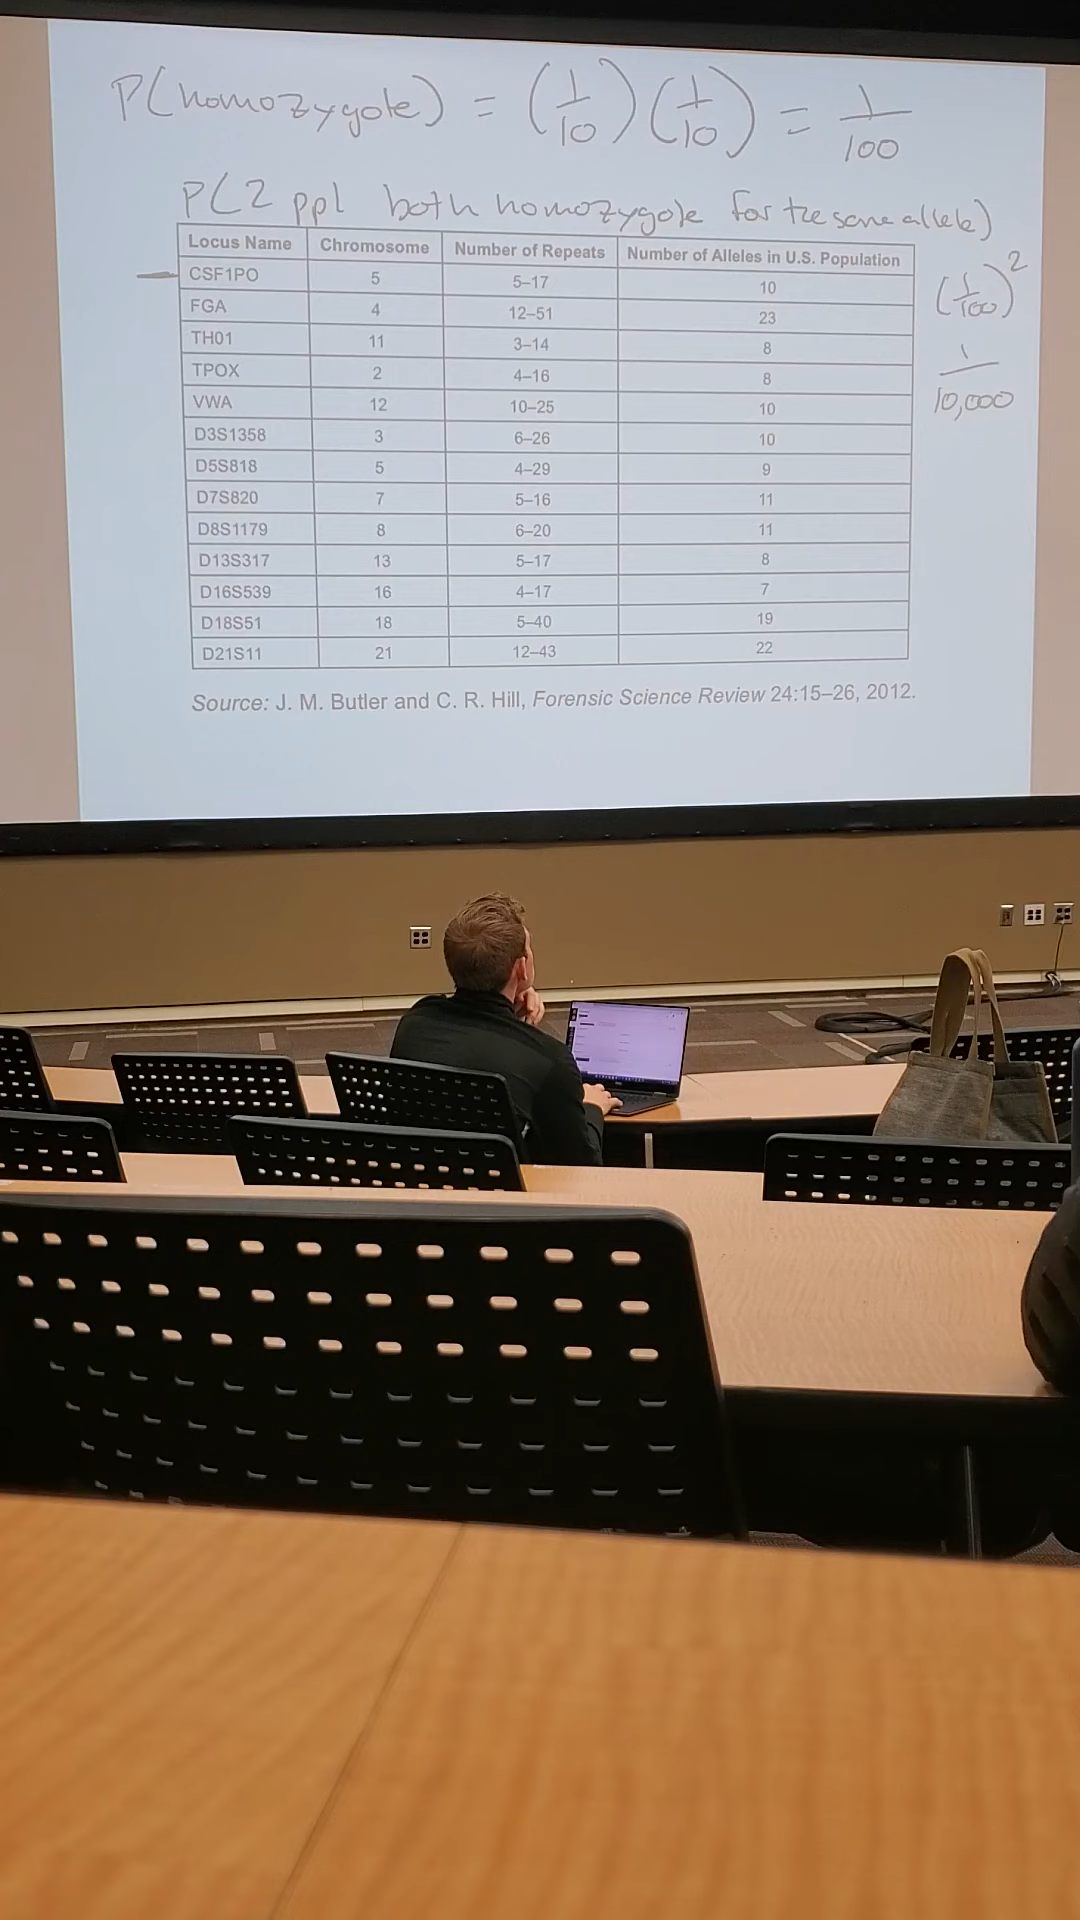 P(homozygote) = (1/10)(1/10) = 1/100
P(2 ppl both homozygote for the same allele)
(1/100)²
1/10,000
Locus Name Chromosome Number of Repeats Number of Alleles in U.S. Population
CSF1PO 5 5–17 10
FGA 4 12–51 23
TH01 11 3–14 8
TPOX 2 4–16 8
VWA 12 10–25 10
D3S1358 3 6–26 10
D5S818 5 4–29 9
D7S820 7 5–16 11
D8S1179 8 6–20 11
D13S317 13 5–17 8
D16S539 16 4–17 7
D18S51 18 5–40 19
D21S11 21 12–43 22
Source: J. M. Butler and C. R. Hill, Forensic Science Review 24:15–26, 2012.